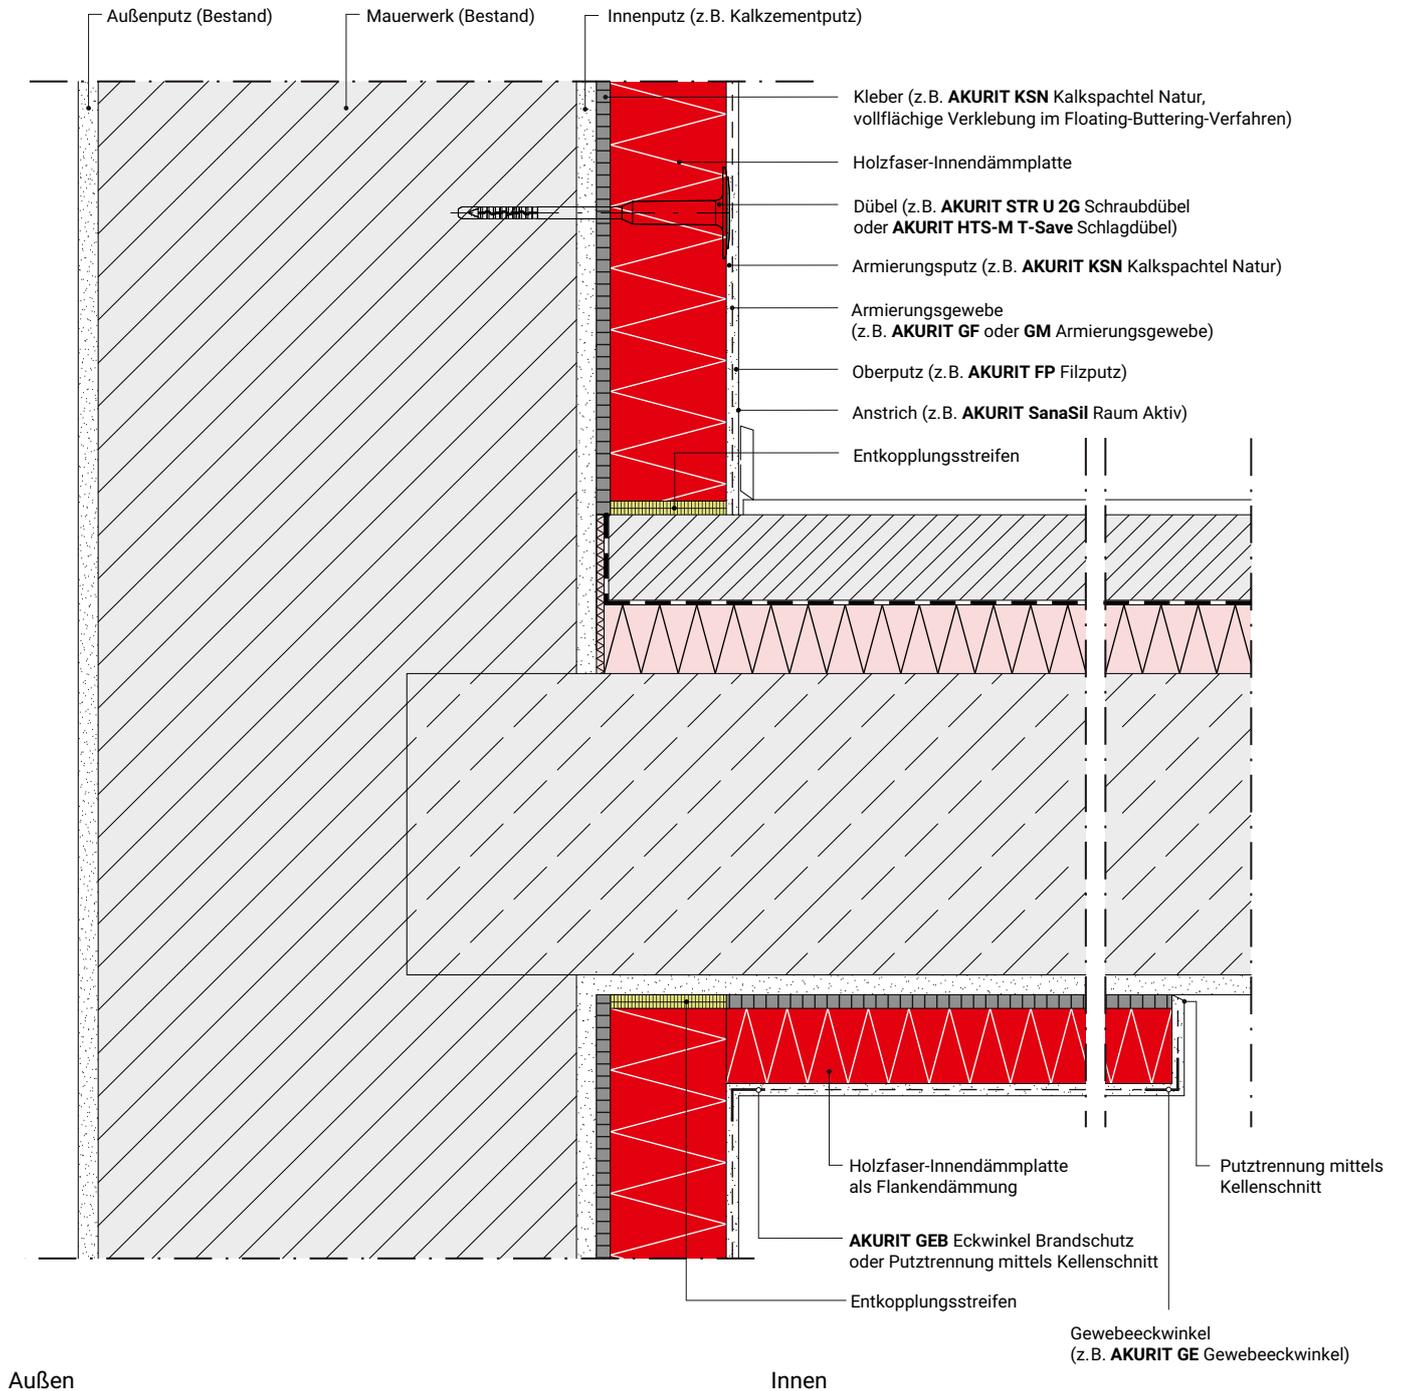 Außenputz (Bestand)
Mauerwerk (Bestand)
Innenputz (z.B. Kalkzementputz)
Kleber (z.B. AKURIT KSN Kalkspachtel Natur,
vollflächige Verklebung im Floating-Buttering-Verfahren)
Holzfaser-Innendämmplatte
Dübel (z.B. AKURIT STR U 2G Schraubdübel
oder AKURIT HTS-M T-Save Schlagdübel)
Armierungsputz (z.B. AKURIT KSN Kalkspachtel Natur)
Armierungsgewebe
(z.B. AKURIT GF oder GM Armierungsgewebe)
Oberputz (z.B. AKURIT FP Filzputz)
Anstrich (z.B. AKURIT SanaSil Raum Aktiv)
Entkopplungsstreifen
Holzfaser-Innendämmplatte
als Flankendämmung
Putztrennung mittels
Kellenschnitt
AKURIT GEB Eckwinkel Brandschutz
oder Putztrennung mittels Kellenschnitt
Entkopplungsstreifen
Gewebeeckwinkel
(z.B. AKURIT GE Gewebeeckwinkel)
Außen
Innen